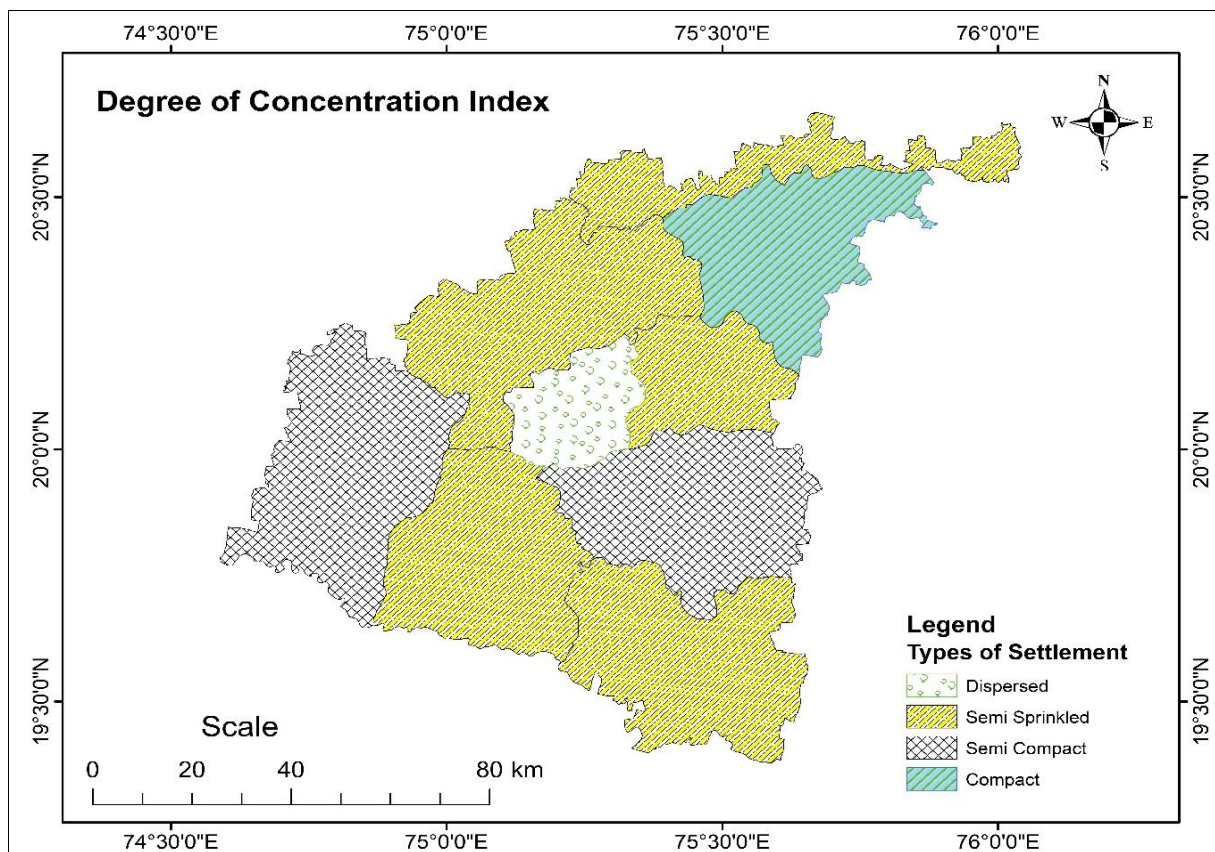 74°30'0"E 75°0'0"E 75°30'0"E 76°0'0"E
Degree of Concentration Index
N
W E
S
20°30'0"N 20°30'0"N
20°0'0"N 20°0'0"N
19°30'0"N 19°30'0"N
Legend
Types of Settlement
Dispersed
Semi Sprinkled
Semi Compact
Compact
Scale
0 20 40 80 km
74°30'0"E 75°0'0"E 75°30'0"E 76°0'0"E